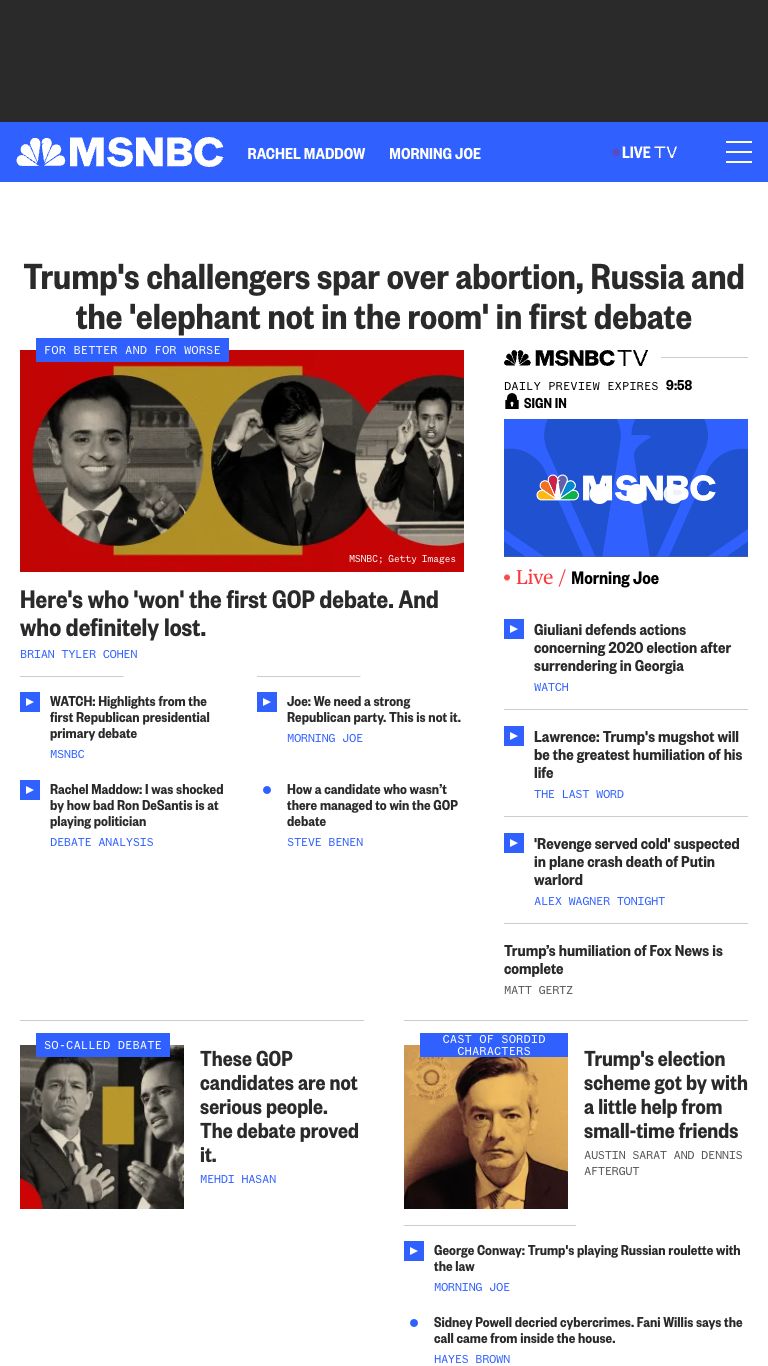 MSNBC
RACHEL MADDOW
MORNING JOE
LIVE TV
Trump's challengers spar over abortion, Russia and
the 'elephant not in the room' in first debate
FOR BETTER AND FOR WORSE
MSNBC; Getty Images
Here's who 'won' the first GOP debate. And
who definitely lost.
BRIAN TYLER COHEN
WATCH: Highlights from the
first Republican presidential
primary debate
MSNBC
Joe: We need a strong
Republican party. This is not it.
MORNING JOE
Rachel Maddow: I was shocked
by how bad Ron DeSantis is at
playing politician
DEBATE ANALYSIS
How a candidate who wasn’t
there managed to win the GOP
debate
STEVE BENEN
MSNBC TV
DAILY PREVIEW EXPIRES 9:58
SIGN IN
MSNBC
Live / Morning Joe
Giuliani defends actions
concerning 2020 election after
surrendering in Georgia
WATCH
Lawrence: Trump's mugshot will
be the greatest humiliation of his
life
THE LAST WORD
'Revenge served cold' suspected
in plane crash death of Putin
warlord
ALEX WAGNER TONIGHT
Trump’s humiliation of Fox News is
complete
MATT GERTZ
SO-CALLED DEBATE
These GOP
candidates are not
serious people.
The debate proved
it.
MEHDI HASAN
CAST OF SORDID
CHARACTERS
Trump's election
scheme got by with
a little help from
small-time friends
AUSTIN SARAT AND DENNIS
AFTERGUT
George Conway: Trump's playing Russian roulette with
the law
MORNING JOE
Sidney Powell decried cybercrimes. Fani Willis says the
call came from inside the house.
HAYES BROWN